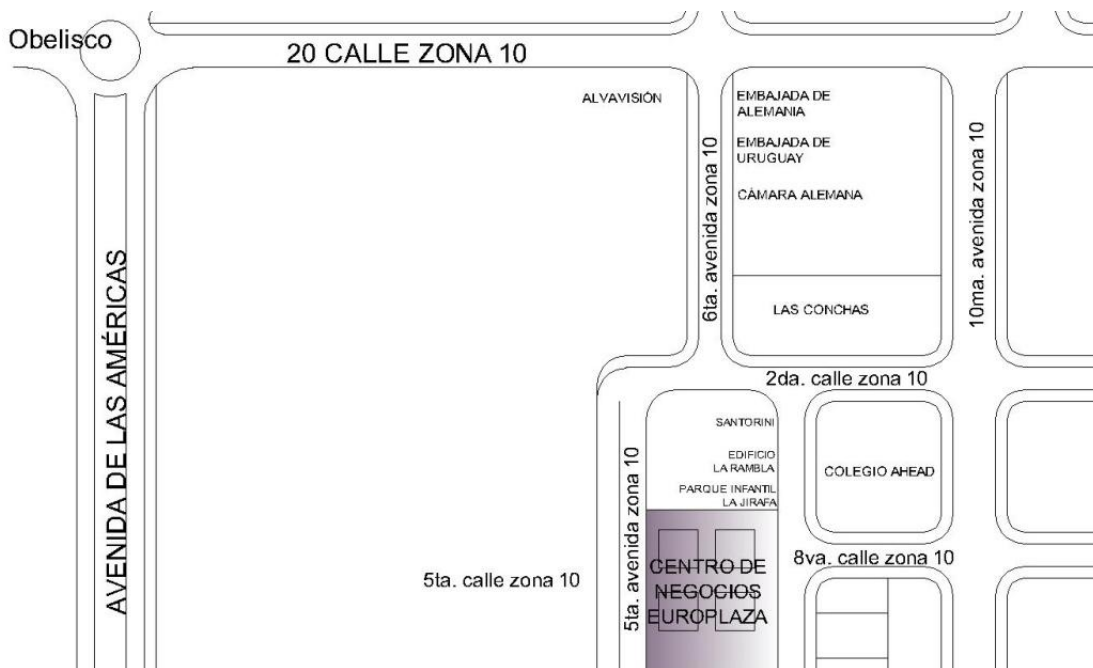 Obelisco
20 CALLE ZONA 10
ALVAVISIÓN
EMBAJADA DE
ALEMANIA
EMBAJADA DE
URUGUAY
CÁMARA ALEMANA
6ta. avenida zona 10
10ma. avenida zona 10
AVENIDA DE LAS AMÉRICAS
LAS CONCHAS
2da. calle zona 10
SANTORINI
EDIFICIO
LA RAMBLA
PARQUE INFANTIL
LA JIRAFA
COLEGIO AHEAD
5ta. avenida zona 10
8va. calle zona 10
5ta. calle zona 10
CENTRO DE
NEGOCIOS
EUROPLAZA